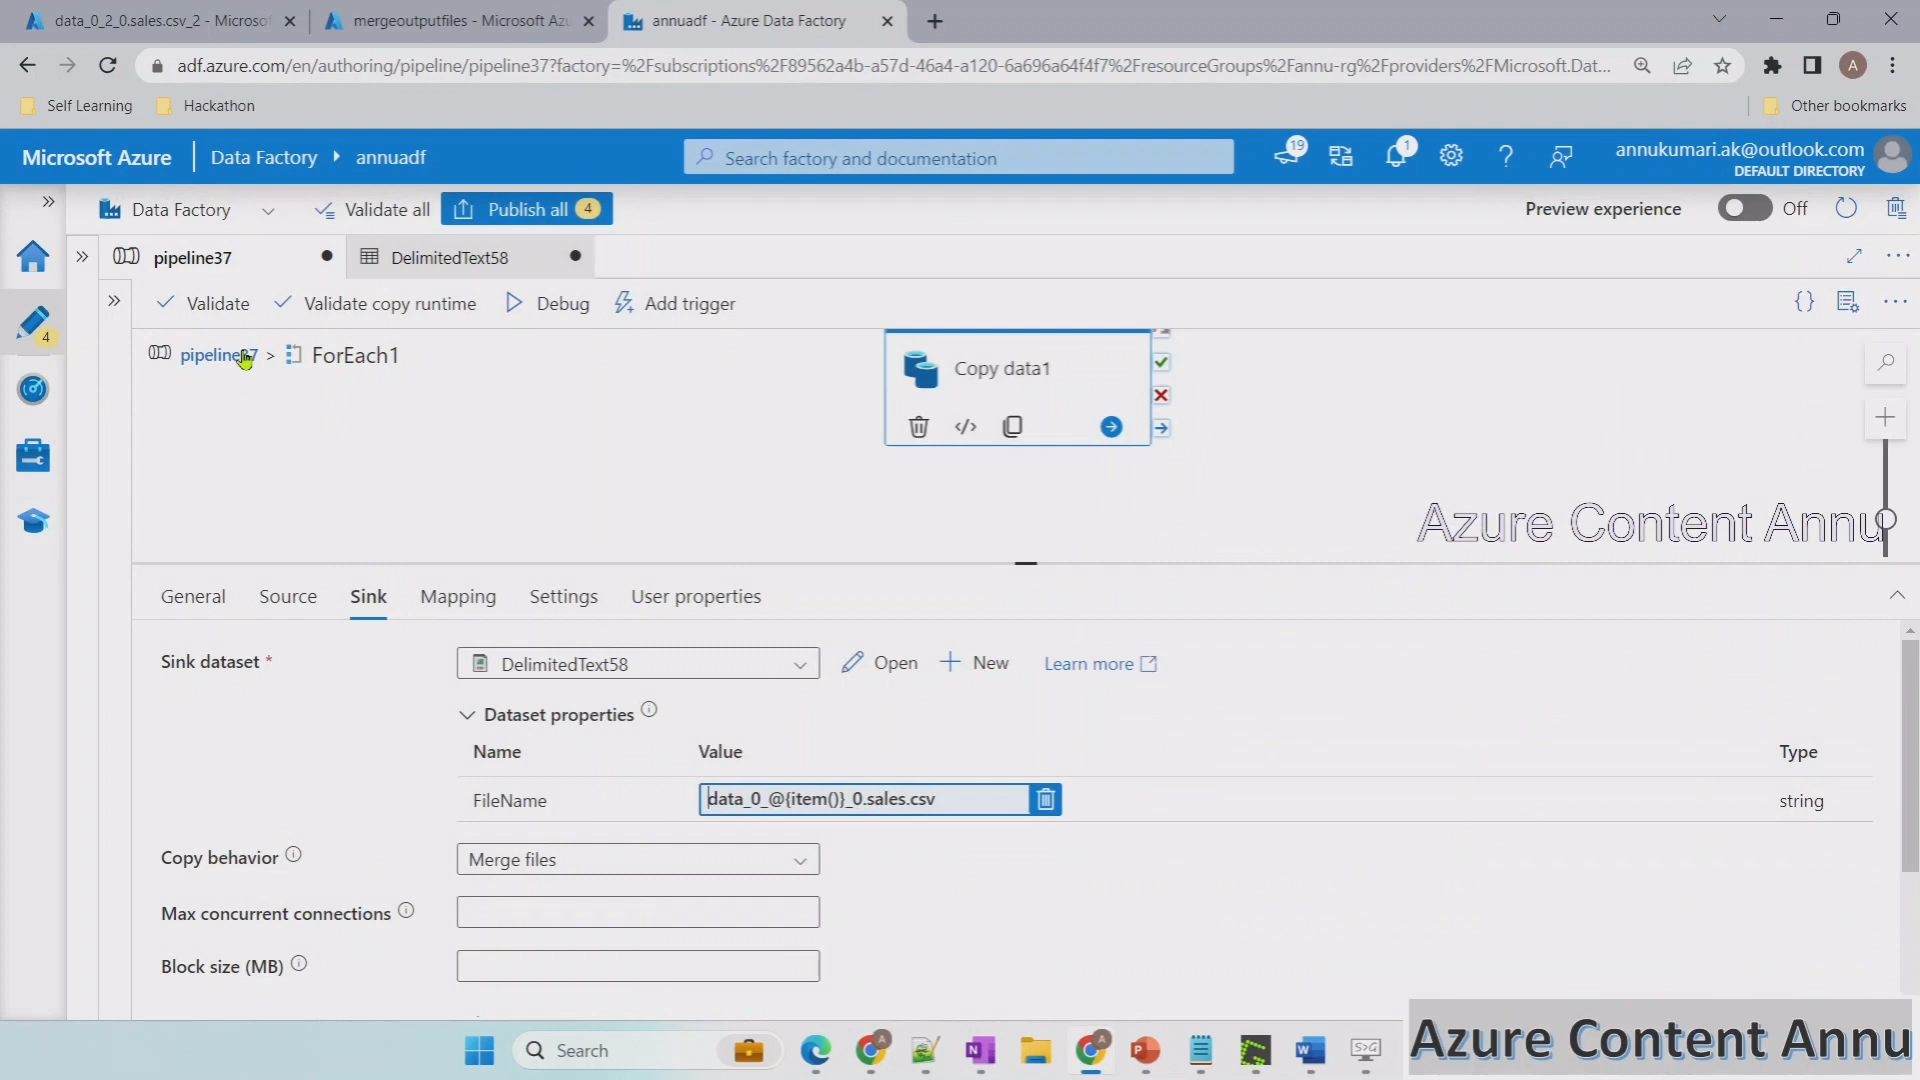 data_0_2_0.sales.csv_2 - Microsof
mergeoutputfiles - Microsoft Azu
annuadf - Azure Data Factory
adf.azure.com/en/authoring/pipeline/pipeline37?factory=%2Fsubscriptions%2F89562a4b-a57d-46a4-a120-6a696a64f4f7%2FresourceGroups%2Fannu-rg%2Fproviders%2FMicrosoft.Dat...
A
Self Learning
Hackathon
Other bookmarks
Microsoft Azure
Data Factory
annuadf
Search factory and documentation
19
1
annukumari.ak@outlook.com
DEFAULT DIRECTORY
Data Factory
Validate all
Publish all
4
Preview experience
Off
pipeline37
DelimitedText58
4
Validate
Validate copy runtime
Debug
Add trigger
pipeline37 > ForEach1
Copy data1
Azure Content Annu
General
Source
Sink
Mapping
Settings
User properties
Sink dataset *
DelimitedText58
Open
New
Learn more
Dataset properties
Name
Value
Type
FileName
data_0_@{item()}_0.sales.csv
string
Copy behavior
Merge files
Max concurrent connections
Block size (MB)
Search
Azure Content Annu